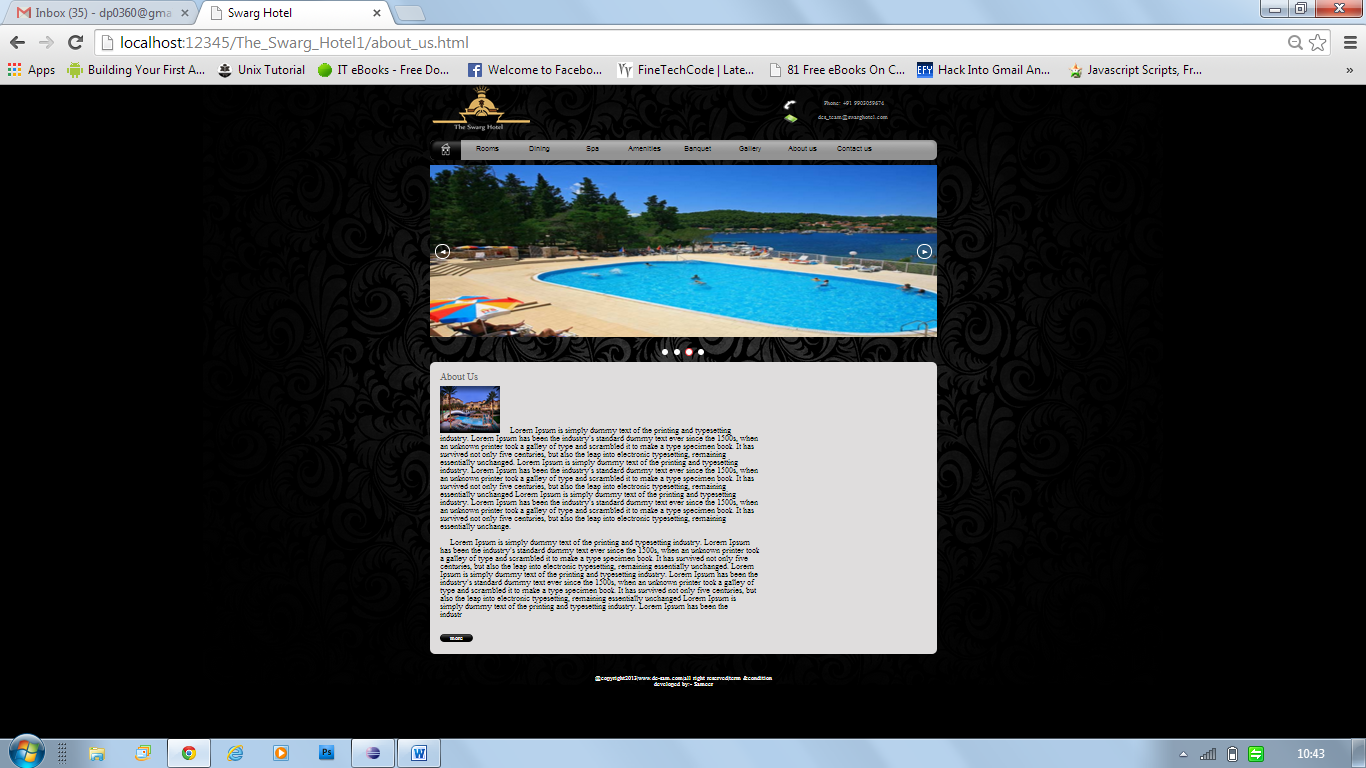 Inbox (35) - dp0360@gma
Swarg Hotel
localhost:12345/The_Swarg_Hotel1/about_us.html
Apps
Building Your First A...
Unix Tutorial
IT eBooks - Free Do...
Welcome to Facebo...
FineTechCode | Late...
81 Free eBooks On C...
EFY
Hack Into Gmail An...
Javascript Scripts, Fr...
»
The Swarg Hotel
Phone: +91 9903059674
dcs_team@swarghotel.com
Rooms
Dining
Spa
Amenities
Banquet
Gallery
About us
Contact us
About Us
Lorem Ipsum is simply dummy text of the printing and typesetting
industry. Lorem Ipsum has been the industry's standard dummy text ever since the 1500s, when
an unknown printer took a galley of type and scrambled it to make a type specimen book. It has
survived not only five centuries, but also the leap into electronic typesetting, remaining
essentially unchanged. Lorem Ipsum is simply dummy text of the printing and typesetting
industry. Lorem Ipsum has been the industry's standard dummy text ever since the 1500s, when
an unknown printer took a galley of type and scrambled it to make a type specimen book. It has
survived not only five centuries, but also the leap into electronic typesetting, remaining
essentially unchanged Lorem Ipsum is simply dummy text of the printing and typesetting
industry. Lorem Ipsum has been the industry's standard dummy text ever since the 1500s, when
an unknown printer took a galley of type and scrambled it to make a type specimen book. It has
survived not only five centuries, but also the leap into electronic typesetting, remaining
essentially unchange.
Lorem Ipsum is simply dummy text of the printing and typesetting industry. Lorem Ipsum
has been the industry's standard dummy text ever since the 1500s, when an unknown printer took
a galley of type and scrambled it to make a type specimen book. It has survived not only five
centuries, but also the leap into electronic typesetting, remaining essentially unchanged. Lorem
Ipsum is simply dummy text of the printing and typesetting industry. Lorem Ipsum has been the
industry's standard dummy text ever since the 1500s, when an unknown printer took a galley of
type and scrambled it to make a type specimen book. It has survived not only five centuries, but
also the leap into electronic typesetting, remaining essentially unchanged Lorem Ipsum is
simply dummy text of the printing and typesetting industry. Lorem Ipsum has been the
industr
more
@copyright2013|www.dc-sam.com|all right reserved|term &condition
developed by:- Sameer
Ps
W
10:43